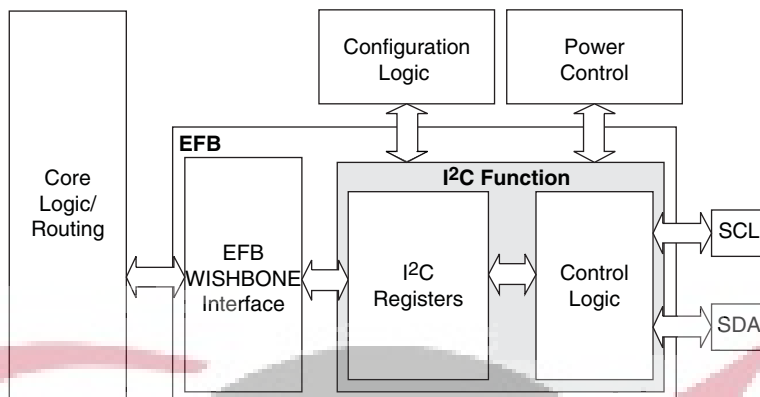 Configuration
Logic
Power
Control
EFB
I²C Function
Core
Logic/
Routing
EFB
WISHBONE
Interface
I²C
Registers
Control
Logic
SCL
SDA